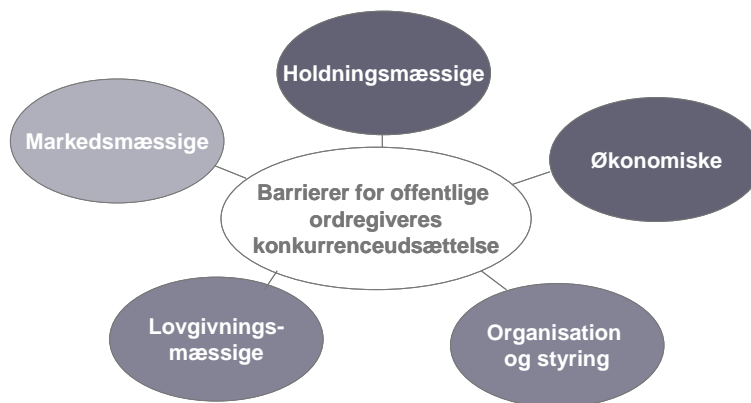 Holdningsmæssige
Markedsmæssige
Økonomiske
Barrierer for offentlige
ordregiveres
konkurrenceudsættelse
Lovgivnings-
mæssige
Organisation
og styring